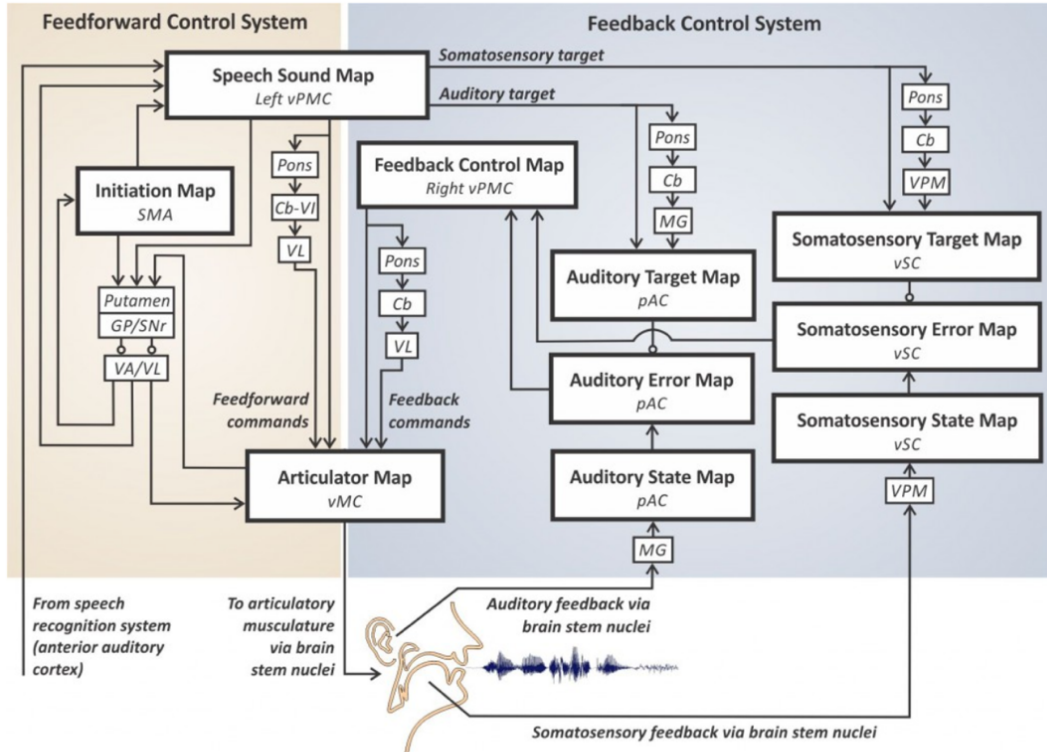 Feedforward Control System
Feedback Control System
Speech Sound Map
Left vPMC
Somatosensory target
Auditory target
Pons
Cb
VPM
Pons
Cb
MG
Pons
Cb-VI
VL
Feedback Control Map
Right vPMC
Initiation Map
SMA
Pons
Cb
VL
Somatosensory Target Map
vSC
Auditory Target Map
pAC
Putamen
GP/SNr
VA/VL
Somatosensory Error Map
vSC
Auditory Error Map
pAC
Feedforward
commands
Feedback
commands
Somatosensory State Map
vSC
Articulator Map
vMC
Auditory State Map
pAC
VPM
MG
From speech
recognition system
(anterior auditory
cortex)
To articulatory
musculature
via brain
stem nuclei
Auditory feedback via
brain stem nuclei
Somatosensory feedback via brain stem nuclei